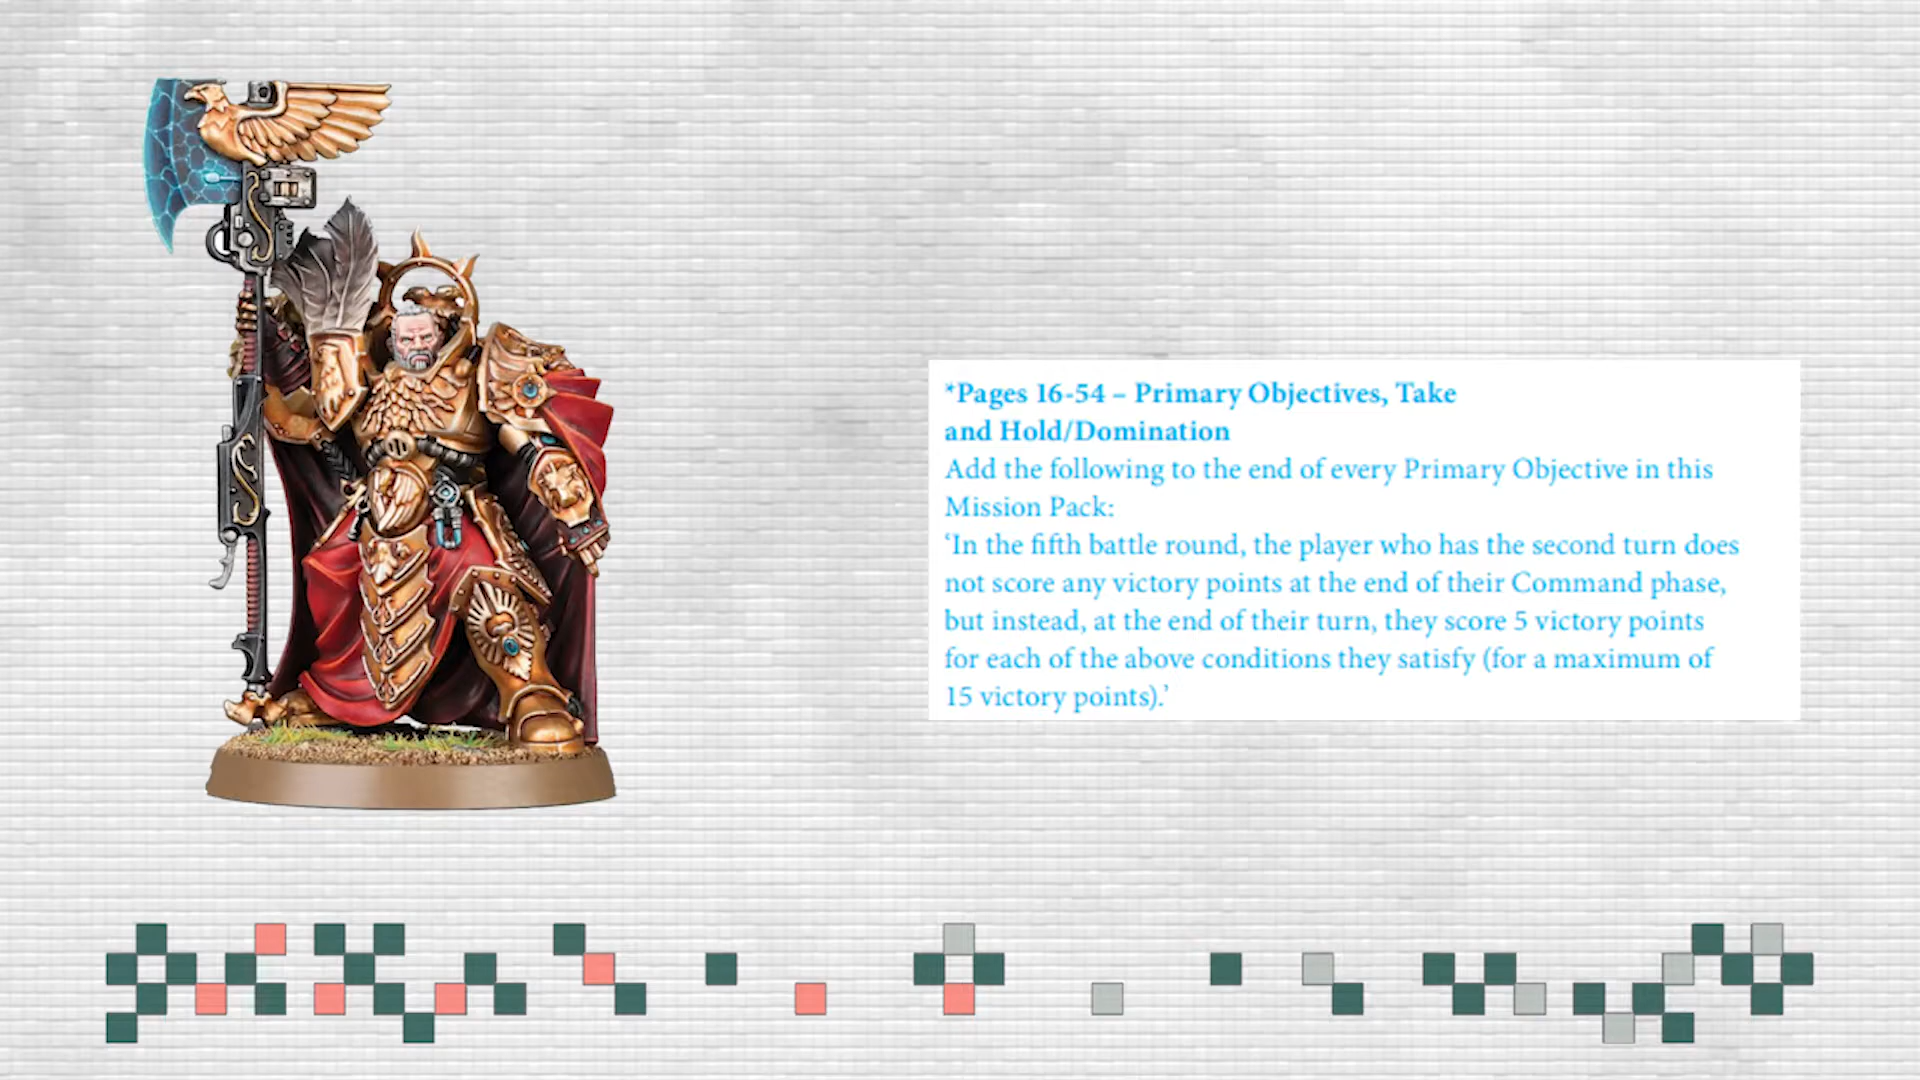 *Pages 16-54 – Primary Objectives, Take
and Hold/Domination
Add the following to the end of every Primary Objective in this
Mission Pack:
‘In the fifth battle round, the player who has the second turn does
not score any victory points at the end of their Command phase,
but instead, at the end of their turn, they score 5 victory points
for each of the above conditions they satisfy (for a maximum of
15 victory points).’